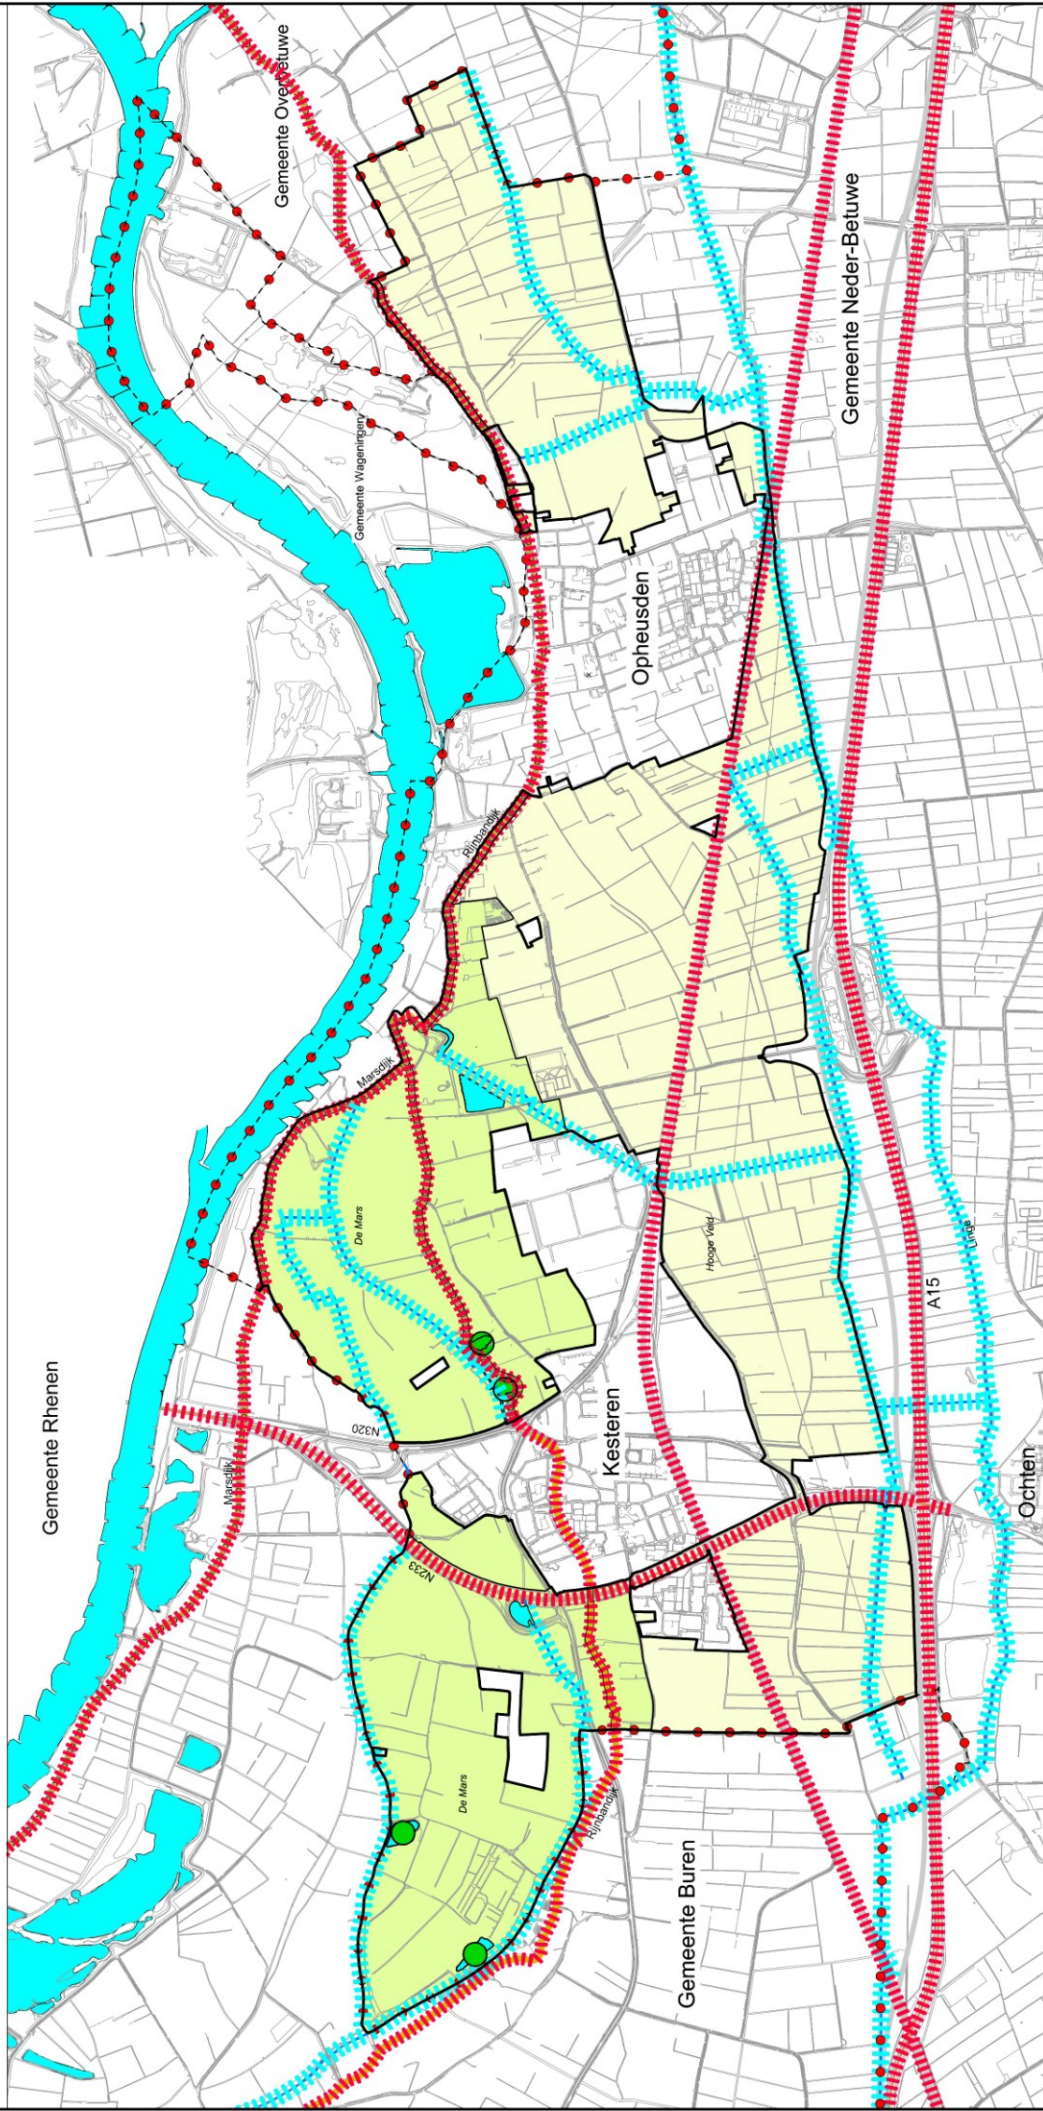 Gemeente Rhenen
Gemeente Overbetuwe
Gemeente Wageningen
Gemeente Neder-Betuwe
Opheusden
Rijnbandijk
Marsdijk
De Mars
Hooge Veld
N320
Marsdijk
Kesteren
A15
Linge
Ochten
N233
De Mars
Rijnbandijk
Gemeente Buren